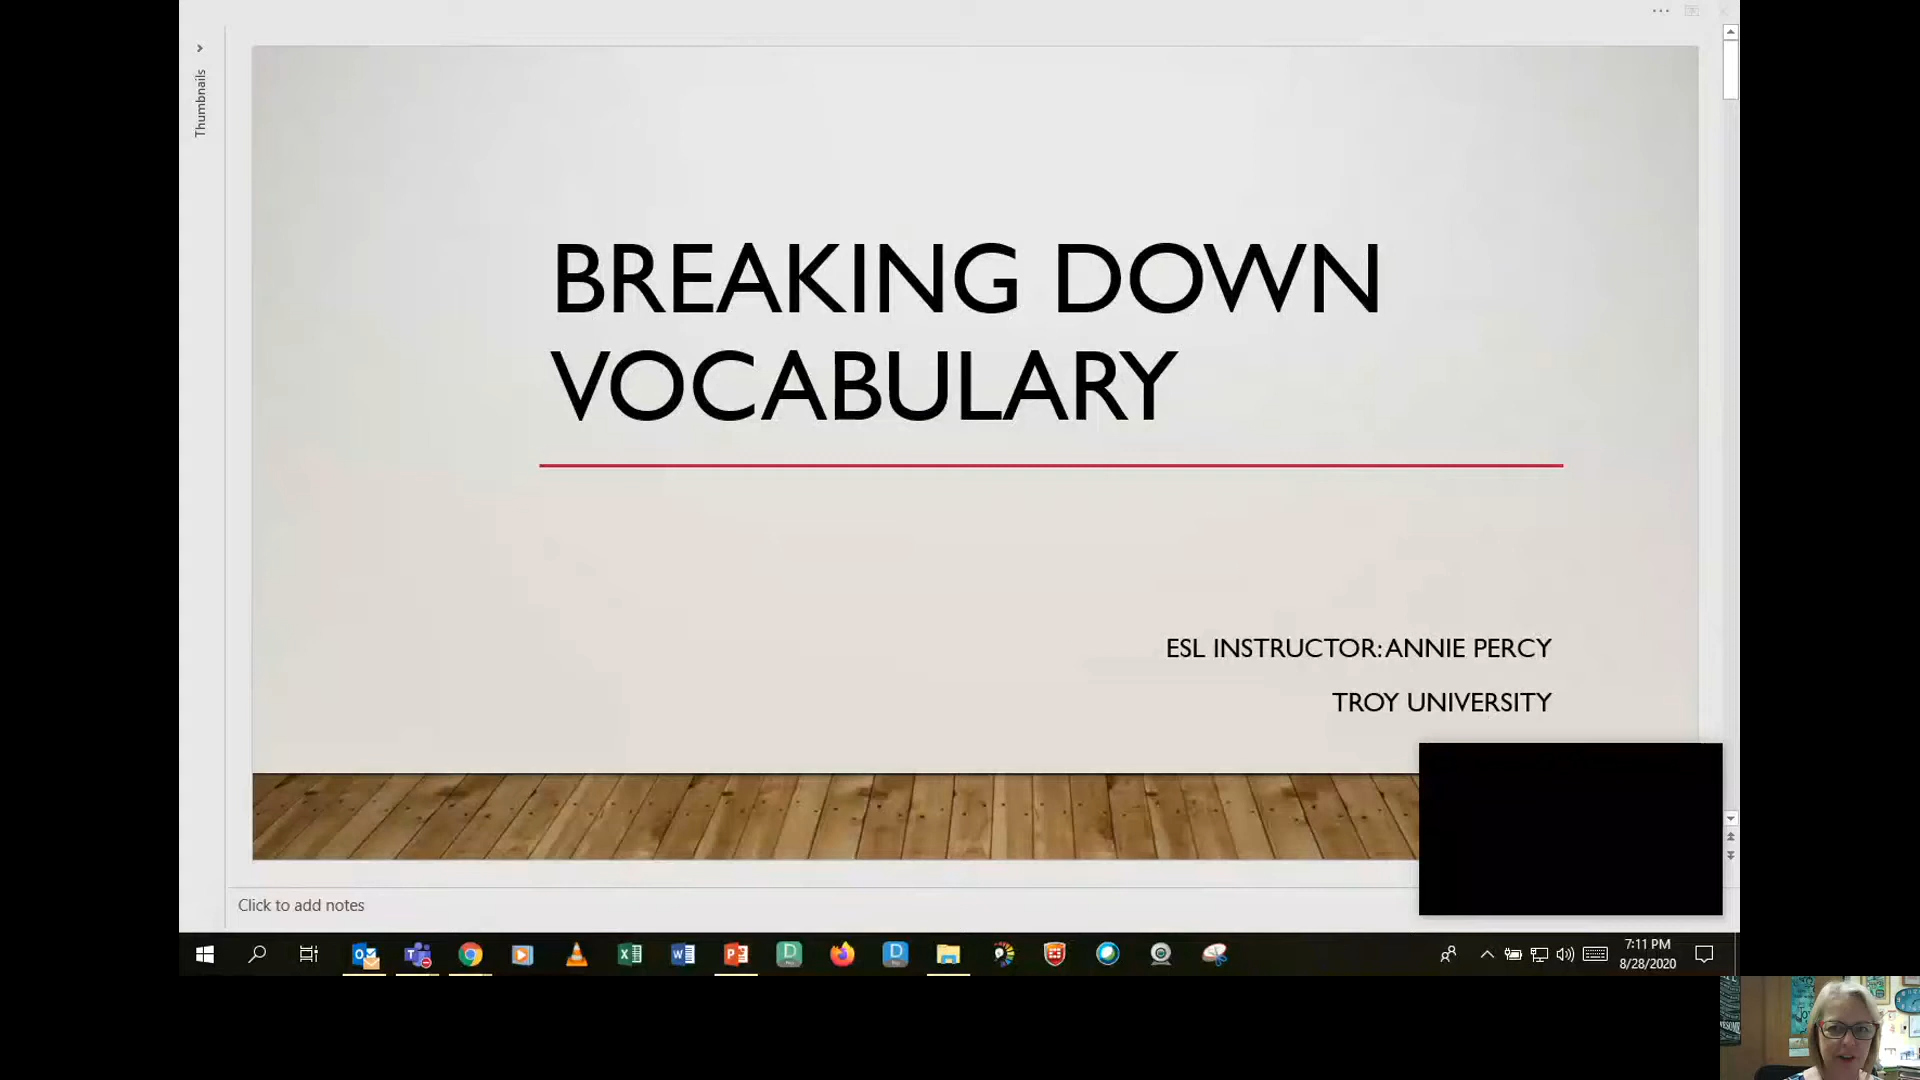 Thumbnails
BREAKING DOWN
VOCABULARY
ESL INSTRUCTOR: ANNIE PERCY
TROY UNIVERSITY
Click to add notes
7:11 PM
8/28/2020